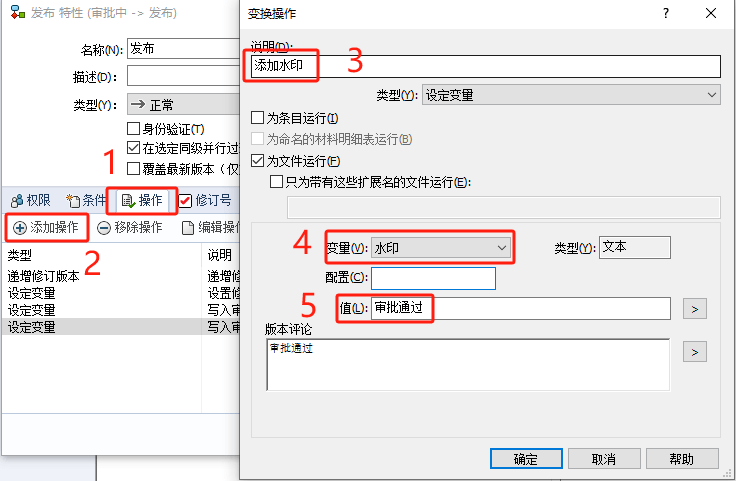 发布 特性 (审批中 -> 发布)
名称(N): 发布
描述(D):
类型(Y): 正常
身份验证(T)
在选定同级并行过
覆盖最新版本（仅
1
权限 条件 操作 修订号
添加操作 移除操作 编辑操作
2
类型 说明
递增修订版本 递增修
设定变量 设置修
设定变量 写入审
设定变量 写入审
变换操作
? ×
说明(D):
添加水印
3
类型(Y): 设定变量
为条目运行(I)
为命名的材料明细表运行(B)
为文件运行(F)
只为带有这些扩展名的文件运行(E):
4
变量(V): 水印 类型(Y): 文本
配置(C):
5
值(L): 审批通过 >
版本评论
审批通过 >
确定 取消 帮助